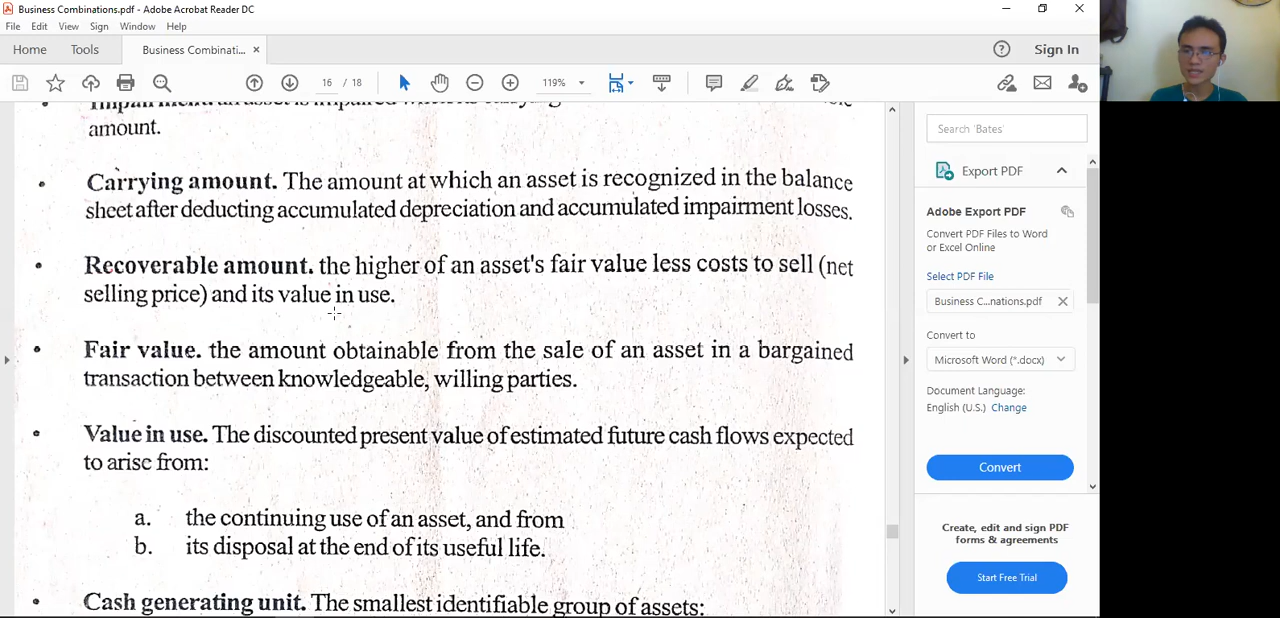 Business Combinations.pdf - Adobe Acrobat Reader DC
File Edit View Sign Window Help
Home Tools Business Combinati... × Sign In
16 / 18 119%
amount.
• Carrying amount. The amount at which an asset is recognized in the balance
sheet after deducting accumulated depreciation and accumulated impairment losses.
• Recoverable amount. the higher of an asset's fair value less costs to sell (net
selling price) and its value in use.
• Fair value. the amount obtainable from the sale of an asset in a bargained
transaction between knowledgeable, willing parties.
• Value in use. The discounted present value of estimated future cash flows expected
to arise from:
a. the continuing use of an asset, and from
b. its disposal at the end of its useful life.
• Cash generating unit. The smallest identifiable group of assets:
Search 'Bates'
Export PDF
Adobe Export PDF
Convert PDF Files to Word
or Excel Online
Select PDF File
Business C...nations.pdf
Convert to
Microsoft Word (*.docx)
Document Language:
English (U.S.) Change
Convert
Create, edit and sign PDF
forms & agreements
Start Free Trial